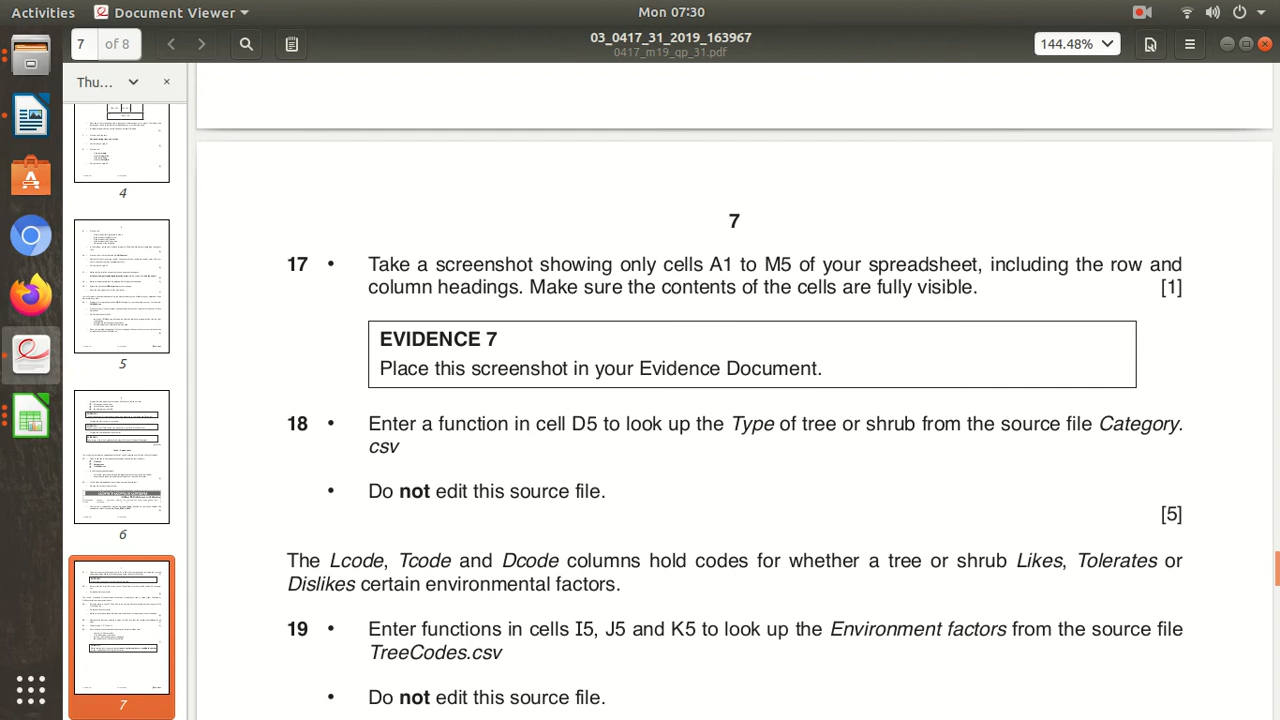 Activities Document Viewer Mon 07:30
7 of 8 03_0417_31_2019_163967 144.48%
0417_m19_qp_31.pdf
Thu...
4
5
6
7
7
17 • Take a screenshot showing only cells A1 to M5 of your spreadsheet, including the row and
column headings. Make sure the contents of the cells are fully visible. [1]
EVIDENCE 7
Place this screenshot in your Evidence Document.
18 • Enter a function in cell D5 to look up the Type of tree or shrub from the source file Category.
csv
• Do not edit this source file.
[5]
The Lcode, Tcode and Dcode columns hold codes for whether a tree or shrub Likes, Tolerates or
Dislikes certain environmental factors.
19 • Enter functions in cells I5, J5 and K5 to look up the Environment factors from the source file
TreeCodes.csv
• Do not edit this source file.